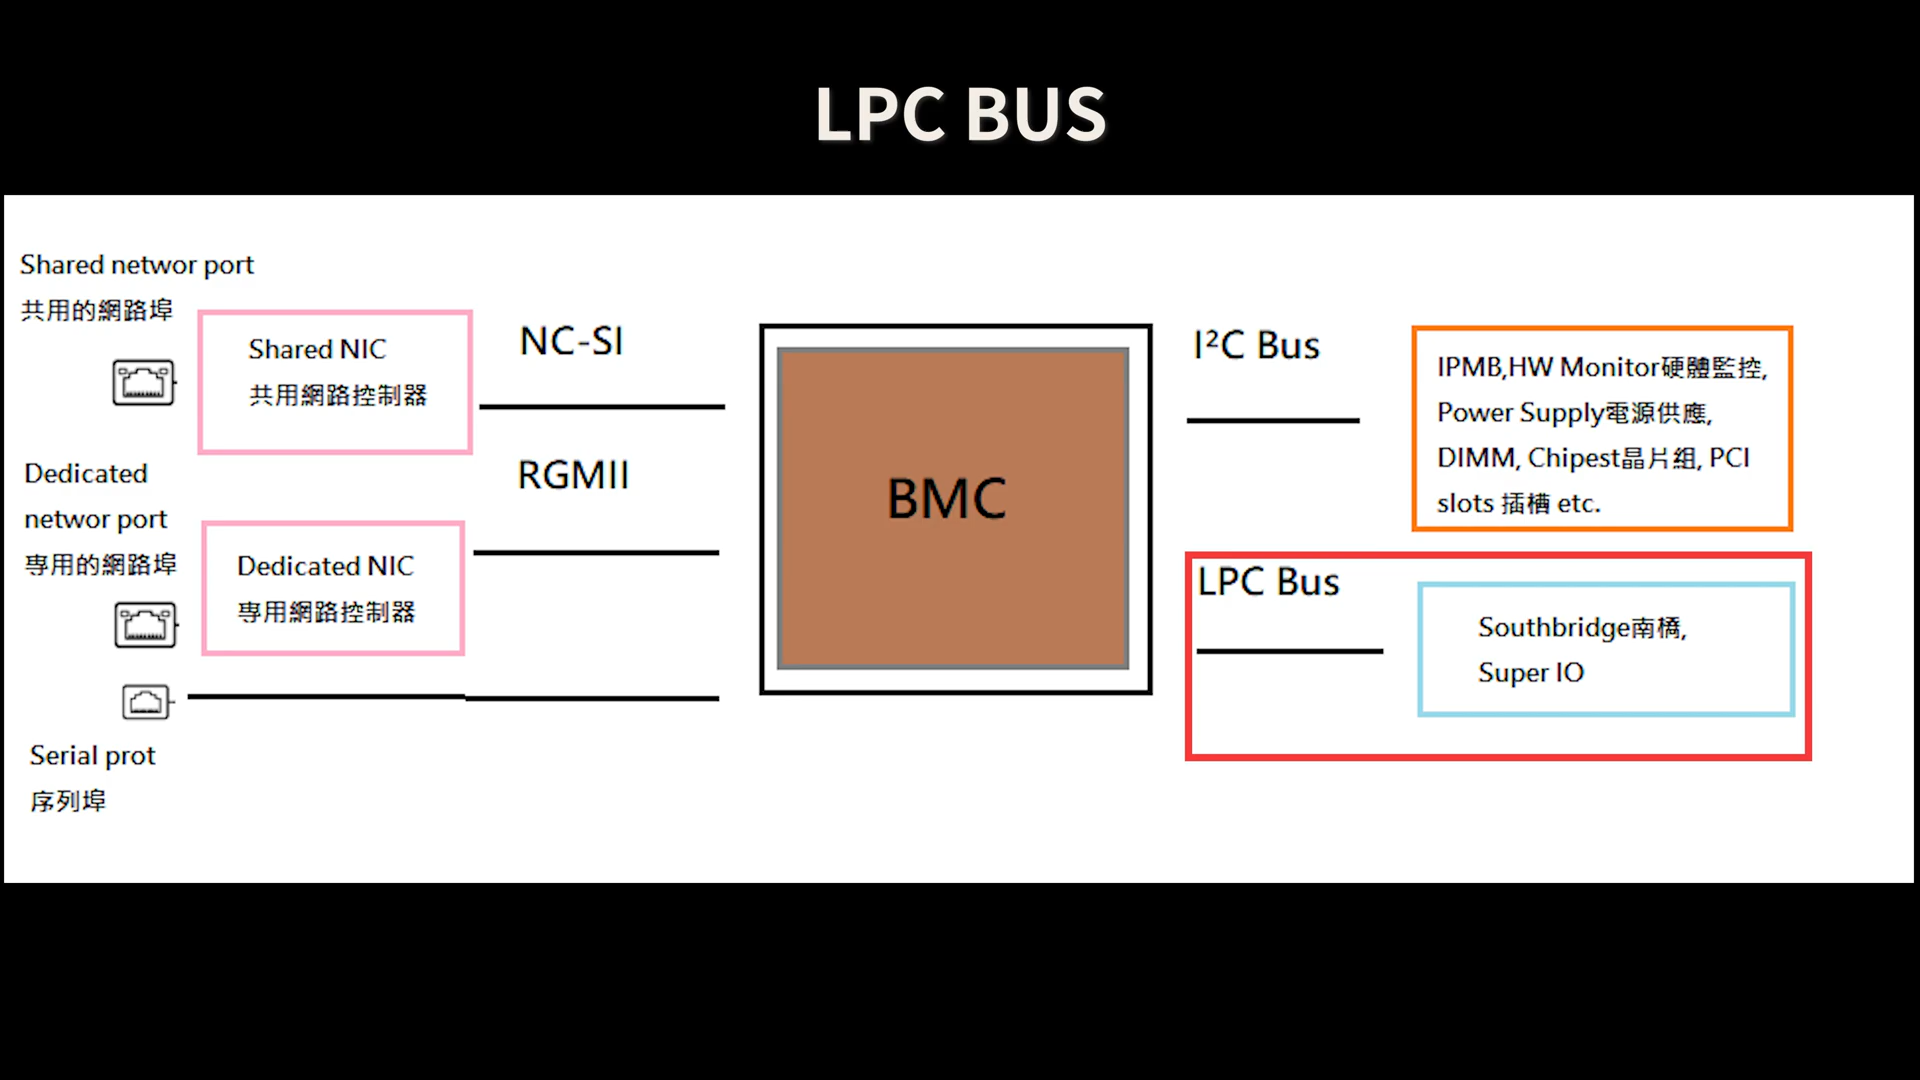 LPC BUS
Shared networ port
共用的網路埠
Shared NIC
共用網路控制器
NC-SI
RGMII
Dedicated
networ port
專用的網路埠
Dedicated NIC
專用網路控制器
Serial prot
序列埠
BMC
I²C Bus
IPMB,HW Monitor硬體監控,
Power Supply電源供應,
DIMM, Chipest晶片組, PCI
slots 插槽 etc.
LPC Bus
Southbridge南橋,
Super IO